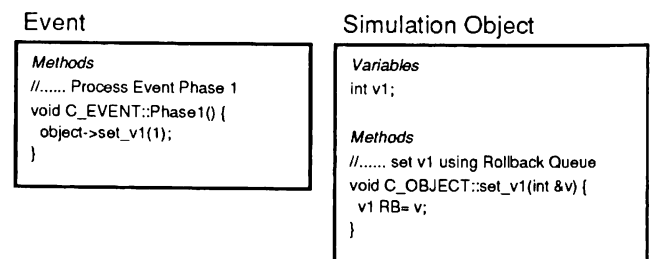 Event
Methods
//...... Process Event Phase 1
void C_EVENT::Phase1() {
object->set_v1(1);
}
Simulation Object
Variables
int v1;
Methods
//...... set v1 using Rollback Queue
void C_OBJECT::set_v1(int &v) {
v1 RB= v;
}